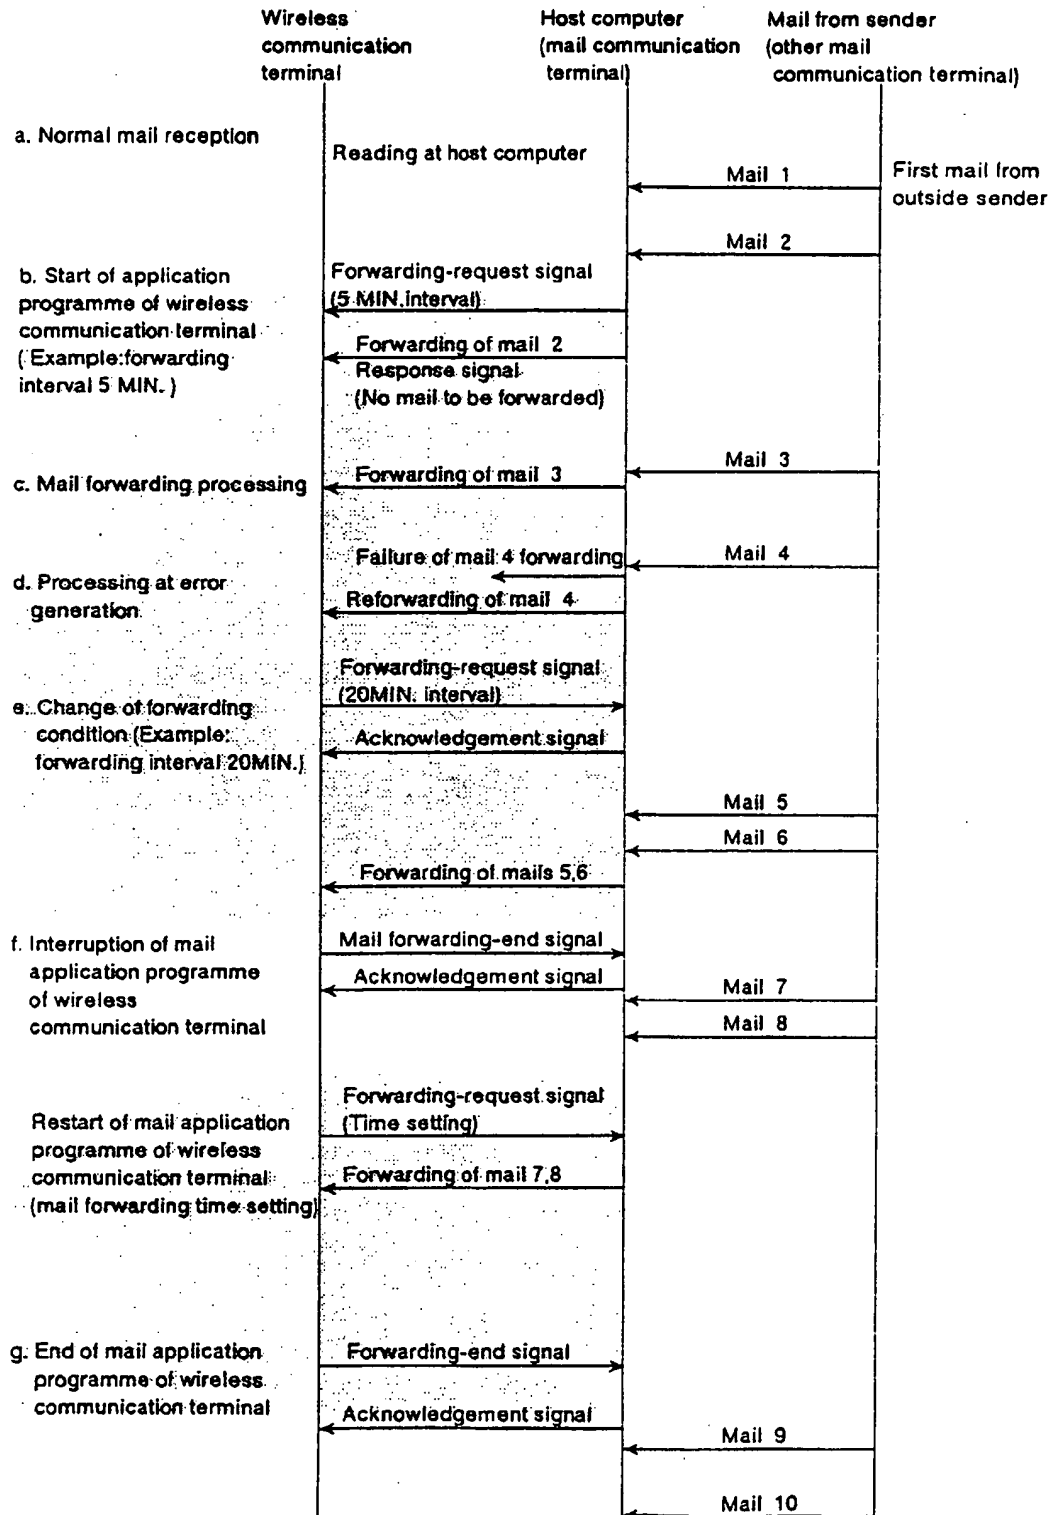 Wireless
communication
terminal
Host computer
(mail communication
terminal)
Mail from sender
(other mail
communication terminal)
a. Normal mail reception
Reading at host computer
Mail 1
First mail from
outside sender
Mail 2
b. Start of application
programme of wireless
communication terminal
( Example:forwarding
interval 5 MIN. )
Forwarding-request signal
(5 MIN.interval)
Forwarding of mail 2
Response signal
(No mail to be forwarded)
Mail 3
c. Mail forwarding processing
Forwarding of mail 3
Failure of mail 4 forwarding
Mail 4
d. Processing at error
generation
Reforwarding of mail 4
Forwarding-request signal
(20MIN. interval)
e. Change of forwarding
condition (Example:
forwarding interval 20MIN.)
Acknowledgement signal
Mail 5
Mail 6
Forwarding of mails 5,6
f. Interruption of mail
application programme
of wireless
communication terminal
Mail forwarding-end signal
Acknowledgement signal
Mail 7
Mail 8
Forwarding-request signal
(Time setting)
Restart of mail application
programme of wireless
communication terminal
(mail forwarding time setting)
Forwarding of mail 7,8
g. End of mail application
programme of wireless
communication terminal
Forwarding-end signal
Acknowledgement signal
Mail 9
Mail 10